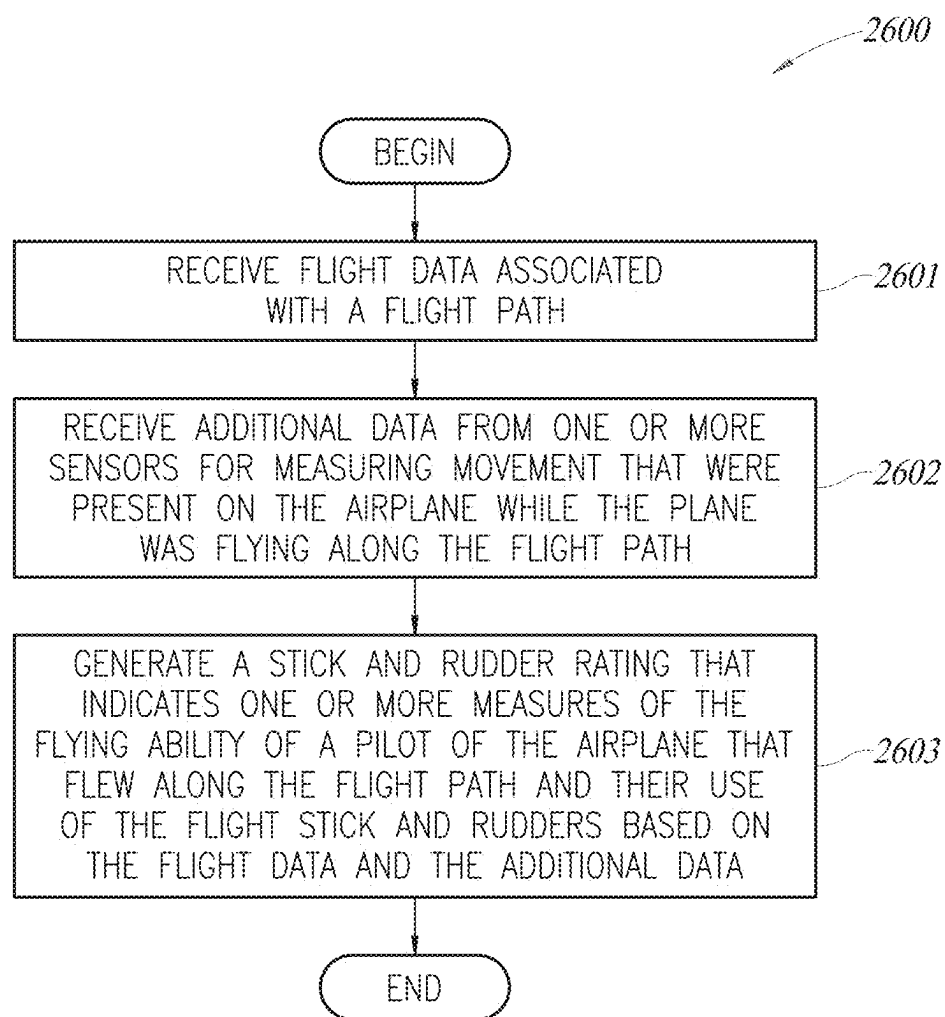 2600
BEGIN
RECEIVE FLIGHT DATA ASSOCIATED
WITH A FLIGHT PATH
2601
RECEIVE ADDITIONAL DATA FROM ONE OR MORE
SENSORS FOR MEASURING MOVEMENT THAT WERE
PRESENT ON THE AIRPLANE WHILE THE PLANE
WAS FLYING ALONG THE FLIGHT PATH
2602
GENERATE A STICK AND RUDDER RATING THAT
INDICATES ONE OR MORE MEASURES OF THE
FLYING ABILITY OF A PILOT OF THE AIRPLANE THAT
FLEW ALONG THE FLIGHT PATH AND THEIR USE
OF THE FLIGHT STICK AND RUDDERS BASED ON
THE FLIGHT DATA AND THE ADDITIONAL DATA
2603
END